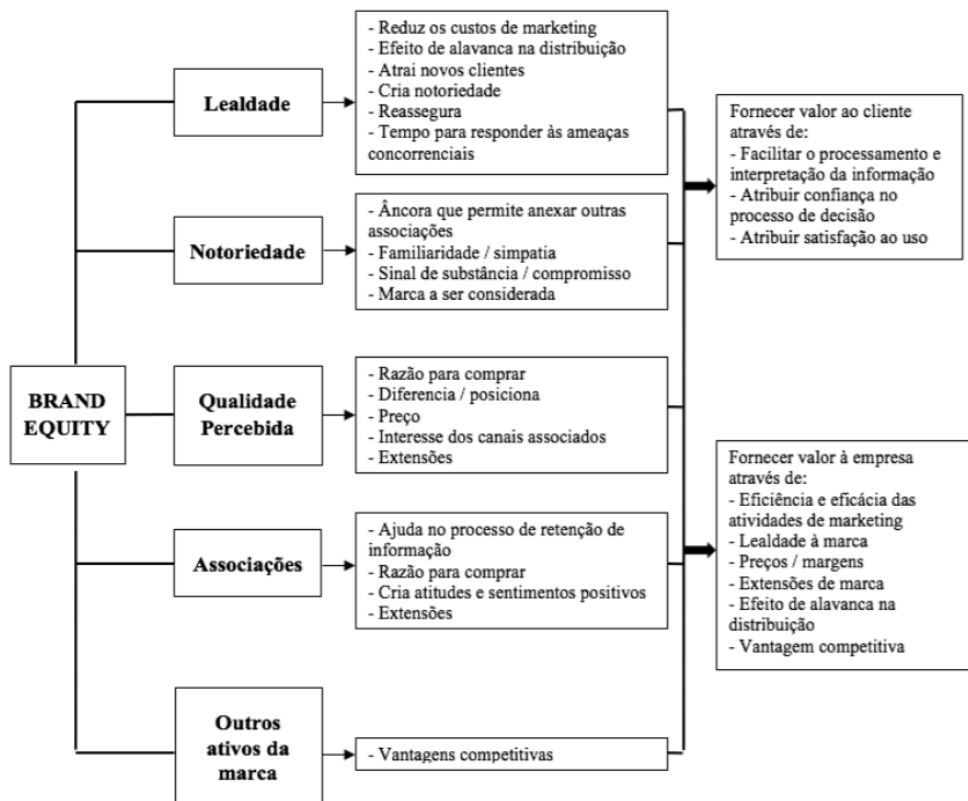 BRAND
EQUITY
Lealdade
- Reduz os custos de marketing
- Efeito de alavanca na distribuição
- Atrai novos clientes
- Cria notoriedade
- Reassegura
- Tempo para responder às ameaças
concorrenciais
Notoriedade
- Âncora que permite anexar outras
associações
- Familiaridade / simpatia
- Sinal de substância / compromisso
- Marca a ser considerada
Qualidade
Percebida
- Razão para comprar
- Diferencia / posiciona
- Preço
- Interesse dos canais associados
- Extensões
Associações
- Ajuda no processo de retenção de
informação
- Razão para comprar
- Cria atitudes e sentimentos positivos
- Extensões
Outros
ativos da
marca
- Vantagens competitivas
Fornecer valor ao cliente
através de:
- Facilitar o processamento e
interpretação da informação
- Atribuir confiança no
processo de decisão
- Atribuir satisfação ao uso
Fornecer valor à empresa
através de:
- Eficiência e eficácia das
atividades de marketing
- Lealdade à marca
- Preços / margens
- Extensões de marca
- Efeito de alavanca na
distribuição
- Vantagem competitiva